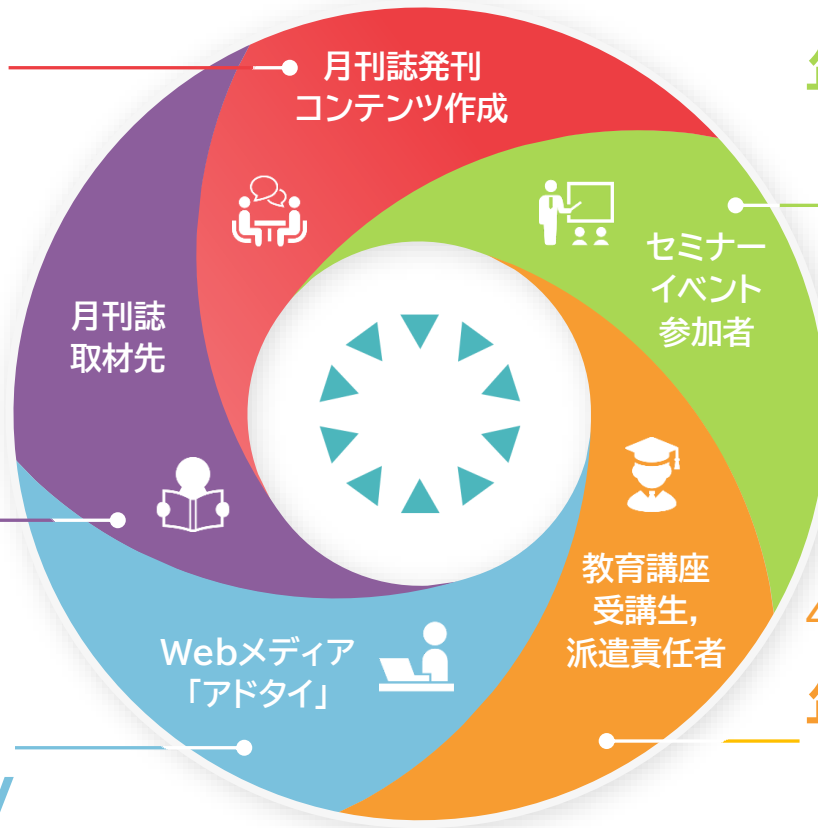 月刊誌発刊
コンテンツ作成
セミナー
イベント
参加者
月刊誌
取材先
教育講座
受講生,
派遣責任者
Webメディア
「アドタイ」